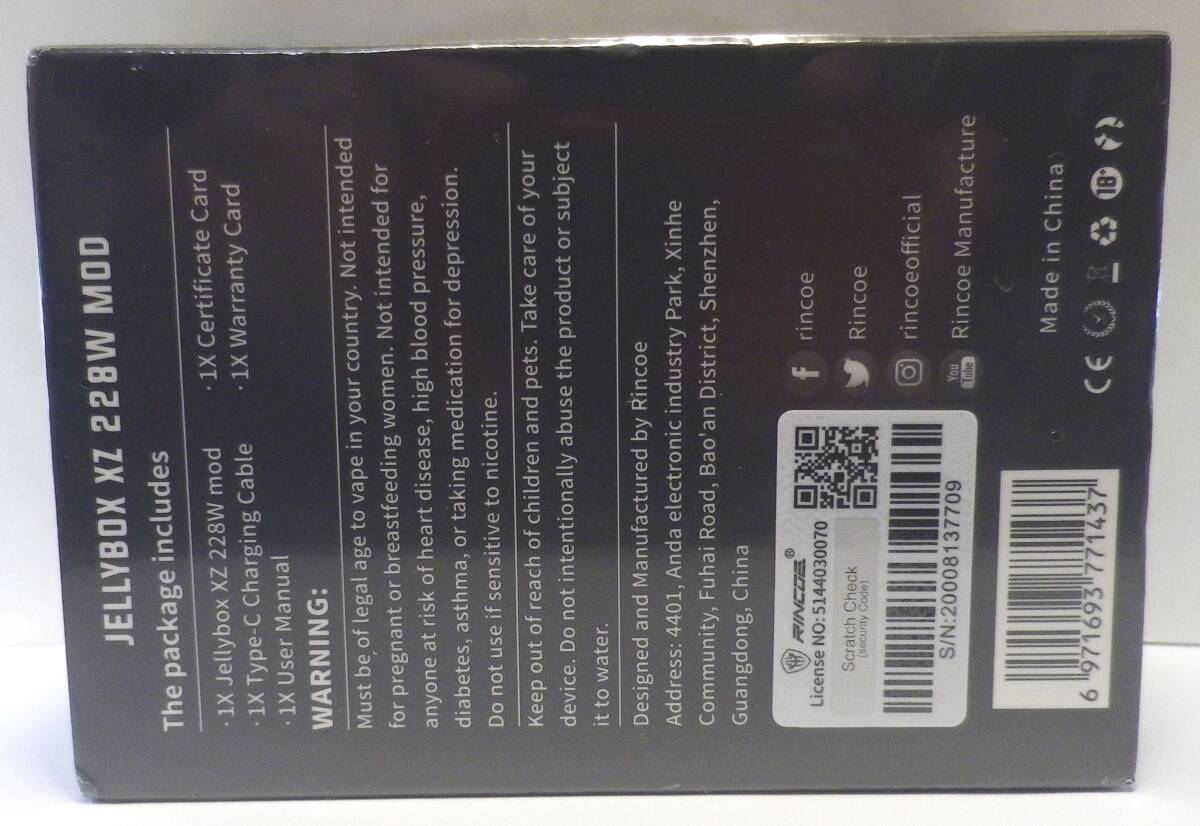 JELLYBOX XZ 228W MOD
The package includes
·1X Jellybox XZ 228W mod
·1X Certificate Card
·1X Type-C Charging Cable
·1X Warranty Card
·1X User Manual
WARNING:
Must be of legal age to vape in your country. Not intended
for pregnant or breastfeeding women. Not intended for
anyone at risk of heart disease, high blood pressure,
diabetes, asthma, or taking medication for depression.
Do not use if sensitive to nicotine.
Keep out of reach of children and pets. Take care of your
device. Do not intentionally abuse the product or subject
it to water.
Designed and Manufactured by Rincoe
Address: 4401, Anda electronic industry Park, Xinhe
Community, Fuhai Road, Bao'an District, Shenzhen,
Guangdong, China
RINCOE®
License NO:5144030070
Scratch Check
(security Code)
S/N:2000813770​9
f rincoe
Rincoe
rincoeofficial
You Tube Rincoe Manufacture
6 971693 771437
Made in China
CE 18+